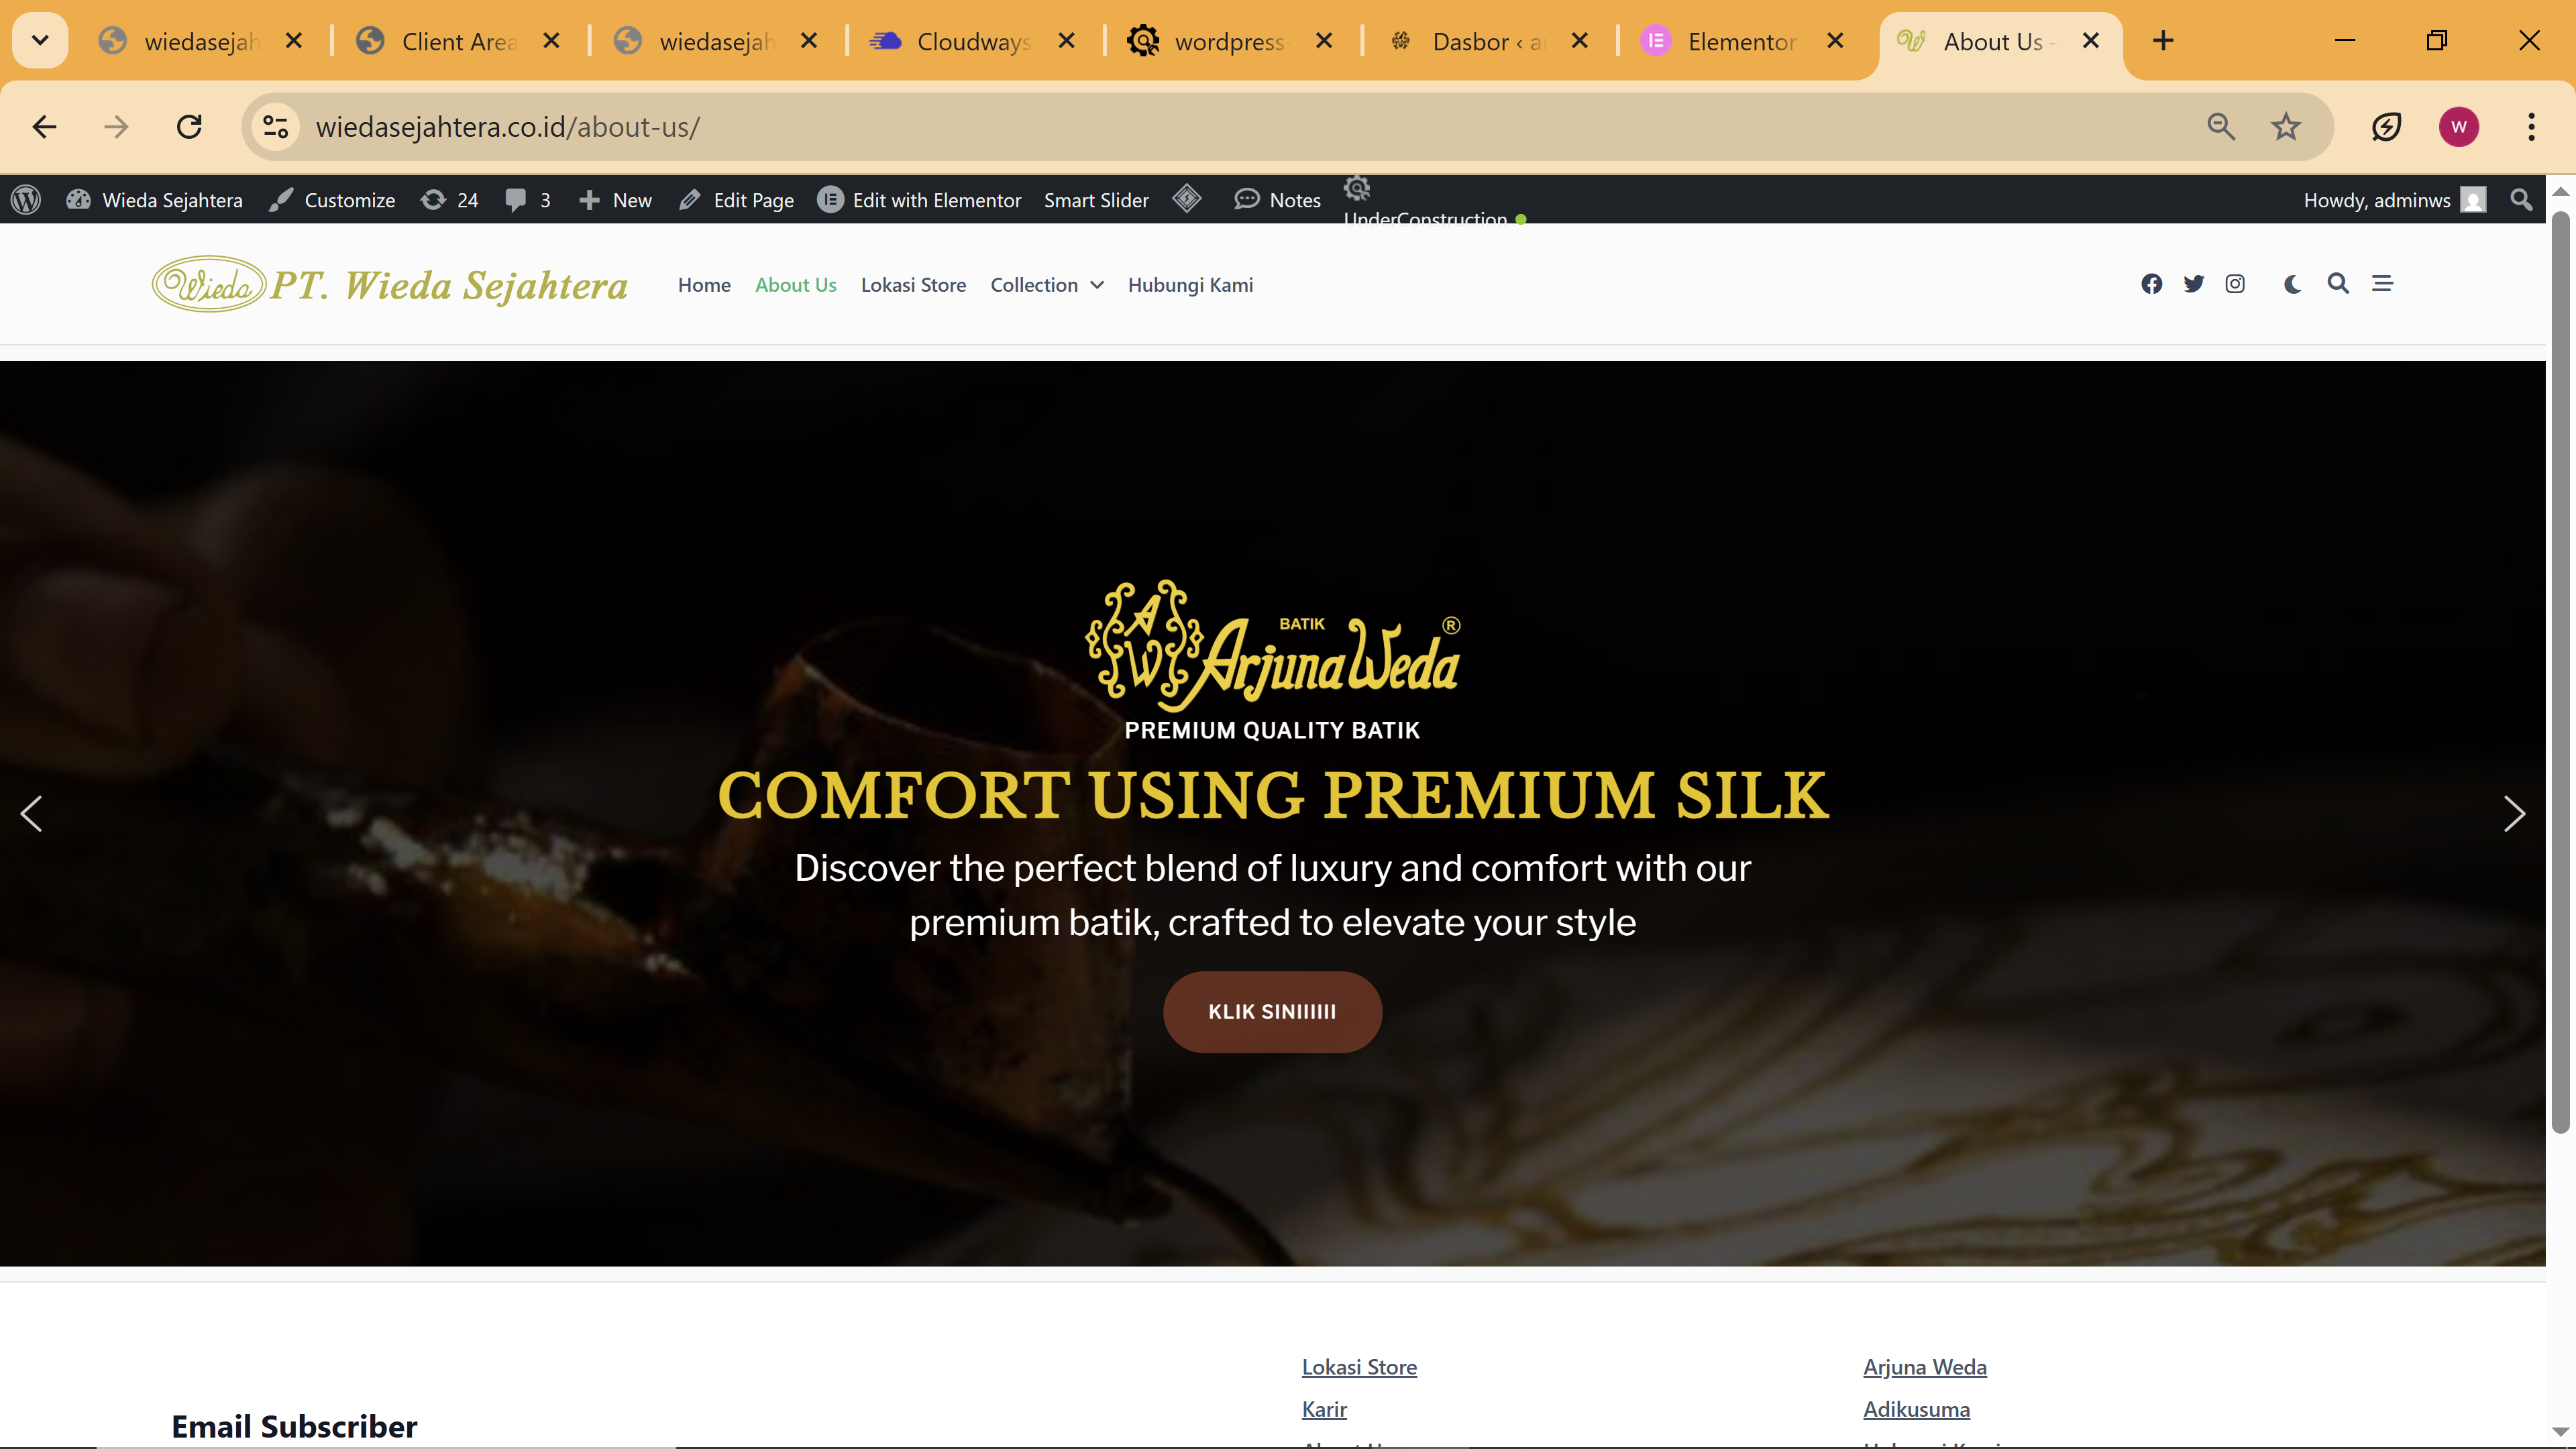 wiedasejah
Client Area
wiedasejah
Cloudways
wordpress-
Dasbor ‹ a
Elementor
About Us -
wiedasejahtera.co.id/about-us/
W
Wieda Sejahtera
Customize
24
3
New
Edit Page
Edit with Elementor
Smart Slider
Notes
UnderConstruction
Howdy, adminws
Wieda PT. Wieda Sejahtera
Home
About Us
Lokasi Store
Collection
Hubungi Kami
AW BATIK Arjuna Weda ®
PREMIUM QUALITY BATIK
COMFORT USING PREMIUM SILK
Discover the perfect blend of luxury and comfort with our
premium batik, crafted to elevate your style
KLIK SINIIIIII
Email Subscriber
Lokasi Store
Karir
Arjuna Weda
Adikusuma